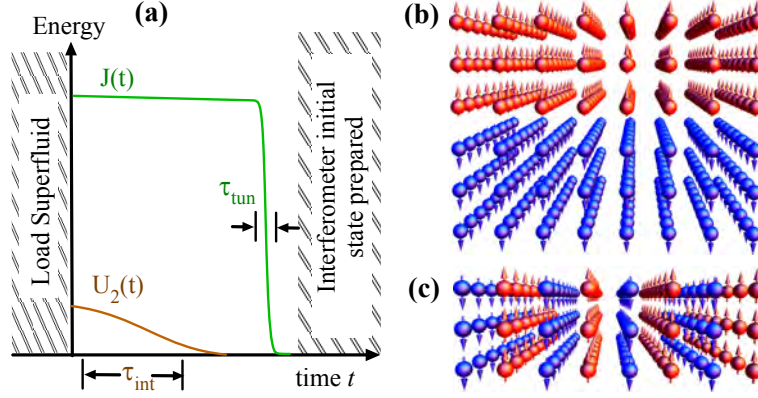 Energy
(a)
J(t)
Load Superfluid
τtun
Interferometer initial
state prepared
U2(t)
τint
time t
(b)
(c)